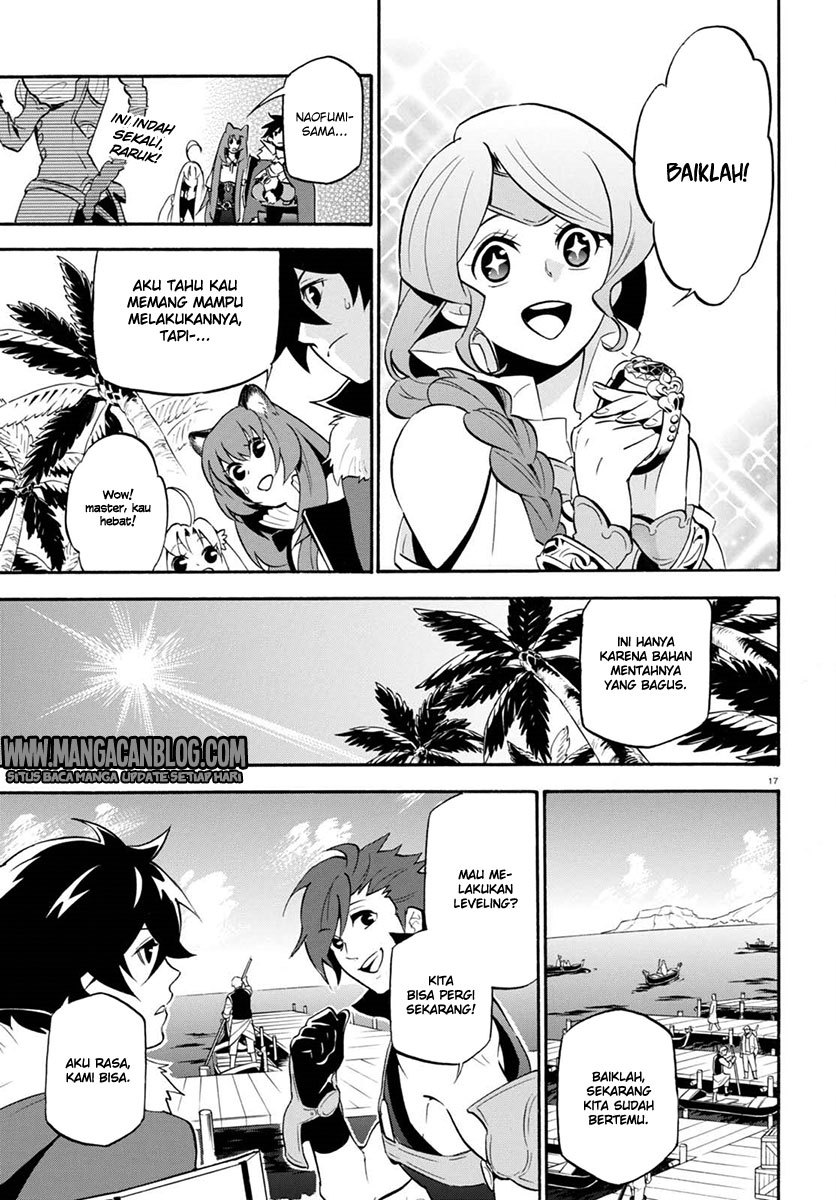 BAIKLAH!
NAOFUMI-
SAMA...
INI INDAH
SEKALI,
RARUK!
AKU TAHU KAU
MEMANG MAMPU
MELAKUKANNYA,
TAPI-...
Wow!
master, kau
hebat!
INI HANYA
KARENA BAHAN
MENTAHNYA
YANG BAGUS.
WWW.MANGACANBLOG.COM
SITUS BACA MANGA UPDATE SETIAP HARI
17
BAIKLAH,
SEKARANG
KITA SUDAH
BERTEMU.
MAU ME-
LAKUKAN
LEVELING?
KITA
BISA PERGI
SEKARANG!
AKU RASA,
KAMI BISA.